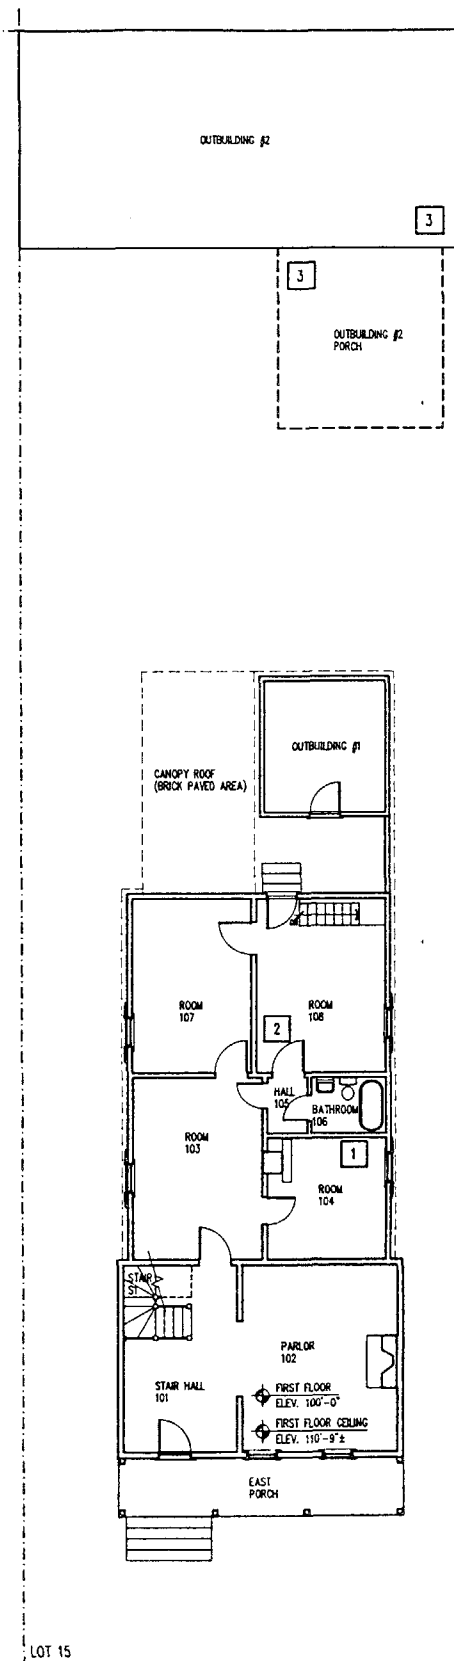 OUTBUILDING #2
3
3
OUTBUILDING #2
PORCH
OUTBUILDING #1
CANOPY ROOF
(BRICK PAVED AREA)
ROOM
107
ROOM
108
2
HALL
105
BATHROOM
106
ROOM
103
1
ROOM
104
STAIR
S1
PARLOR
102
STAIR HALL
101
FIRST FLOOR
ELEV. 100'-0"
FIRST FLOOR CEILING
ELEV. 110'-9"±
EAST
PORCH
LOT 15